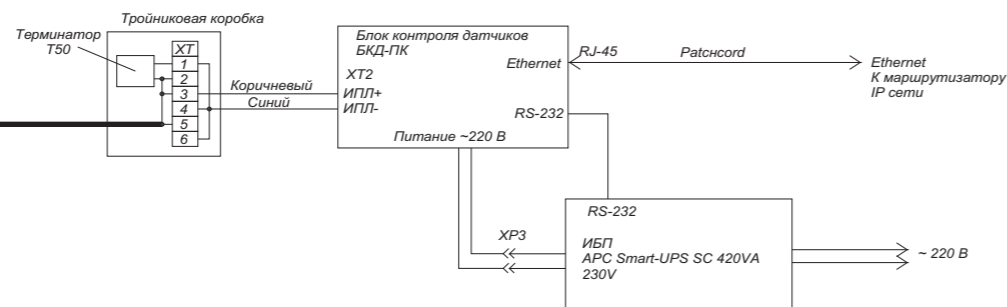 Тройниковая коробка
Терминатор
Т50
XT
1
2
3
4
5
6
Коричневый
Синий
Блок контроля датчиков
БКД-ПК
Ethernet
XT2
ИПЛ+
ИПЛ-
RS-232
Питание ~220 В
RJ-45
Patchcord
Ethernet
К маршрутизатору
IP сети
XP3
RS-232
ИБП
APC Smart-UPS SC 420VA
230V
~ 220 В